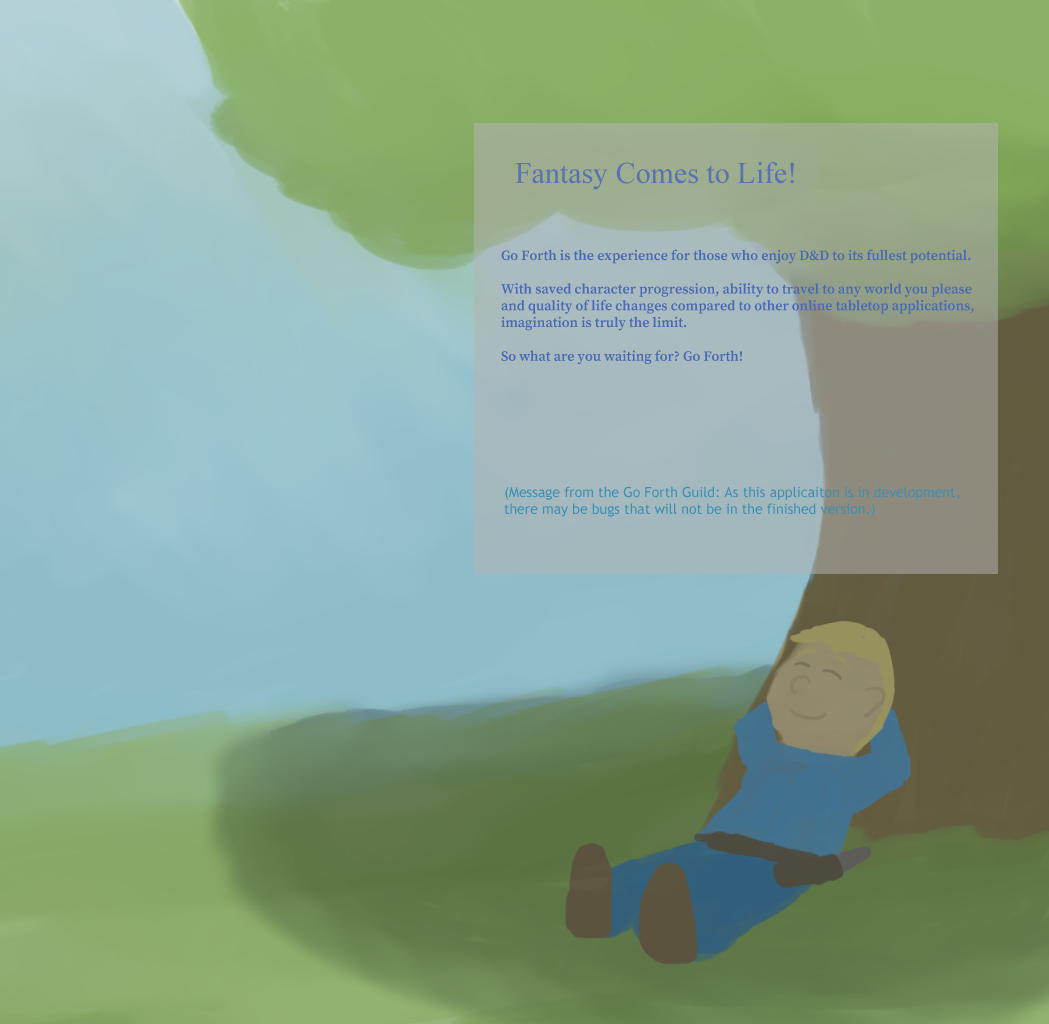 Fantasy Comes to Life!
Go Forth is the experience for those who enjoy D&D to its fullest potential.
With saved character progression, ability to travel to any world you please
and quality of life changes compared to other online tabletop applications,
imagination is truly the limit.
So what are you waiting for? Go Forth!
(Message from the Go Forth Guild: As this applicaiton is in development,
there may be bugs that will not be in the finished version.)